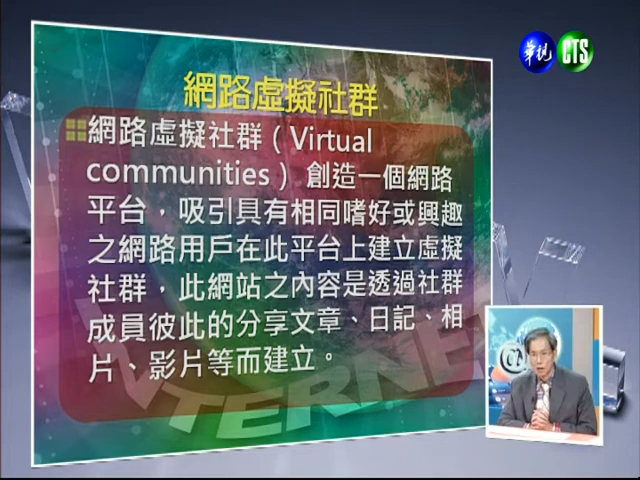 華視 CTS
網路虛擬社群
網路虛擬社群（Virtual
communities） 創造一個網路
平台，吸引具有相同嗜好或興趣
之網路用戶在此平台上建立虛擬
社群，此網站之內容是透過社群
成員彼此的分享文章、日記、相
片、影片等而建立。